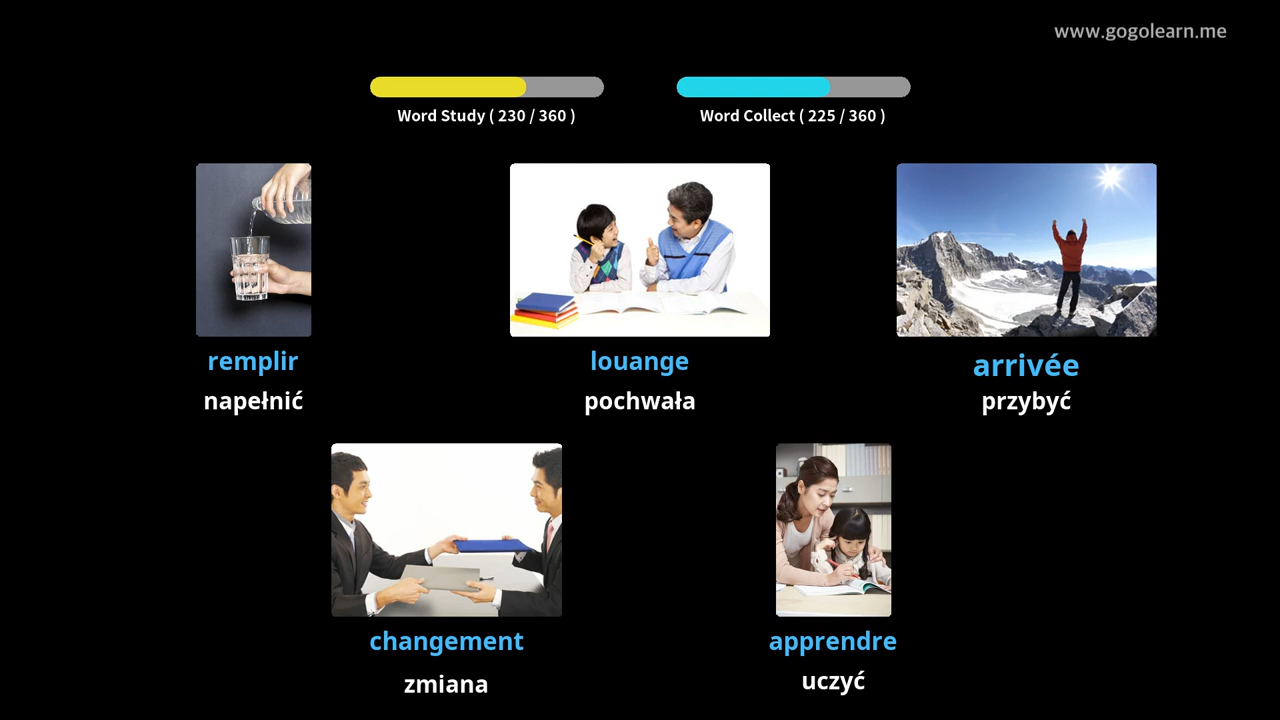 www.gogolearn.me
Word Study ( 230 / 360 )
Word Collect ( 225 / 360 )
remplir
napełnić
louange
pochwała
arrivée
przybyć
changement
zmiana
apprendre
uczyć